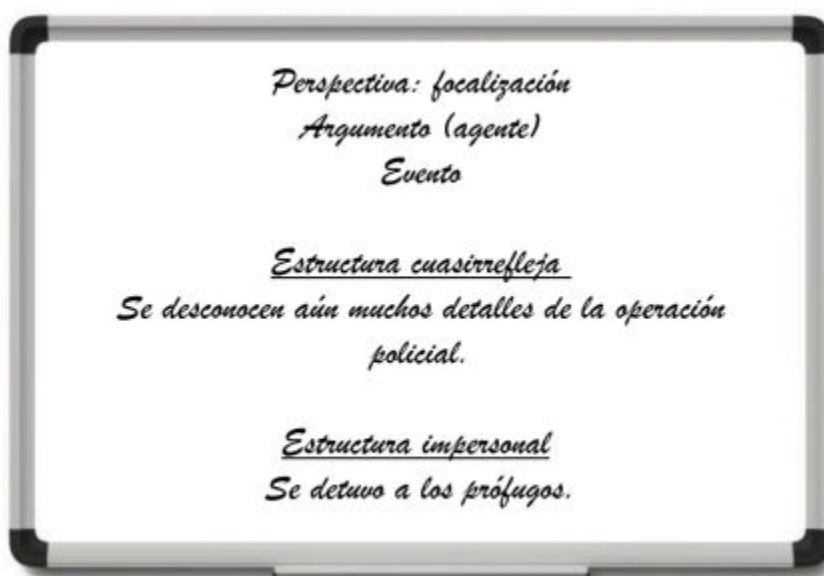 Perspectiva: focalización
Argumento (agente)
Evento
Estructura cuasirrefleja
Se desconocen aún muchos detalles de la operación
policial.
Estructura impersonal
Se detuvo a los prófugos.